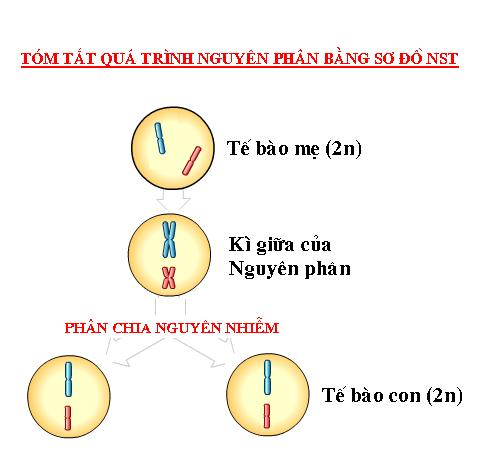 TÓM TẮT QUÁ TRÌNH NGUYÊN PHÂN BẰNG SƠ ĐỒ NST
Tế bào mẹ (2n)
Kì giữa của
Nguyên phân
PHÂN CHIA NGUYÊN NHIỄM
Tế bào con (2n)